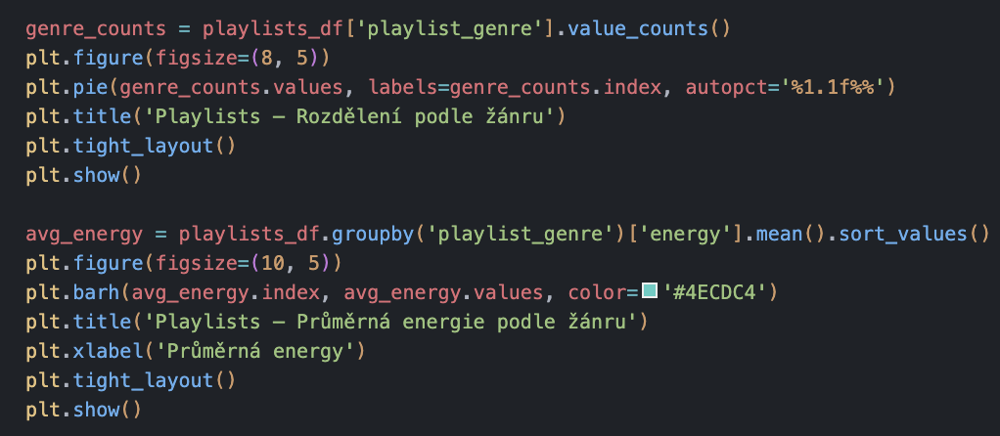 genre_counts = playlists_df['playlist_genre'].value_counts()
plt.figure(figsize=(8, 5))
plt.pie(genre_counts.values, labels=genre_counts.index, autopct='%1.1f%%')
plt.title('Playlists – Rozdělení podle žánru')
plt.tight_layout()
plt.show()

avg_energy = playlists_df.groupby('playlist_genre')['energy'].mean().sort_values()
plt.figure(figsize=(10, 5))
plt.barh(avg_energy.index, avg_energy.values, color='#4ECDC4')
plt.title('Playlists – Průměrná energie podle žánru')
plt.xlabel('Průměrná energy')
plt.tight_layout()
plt.show()